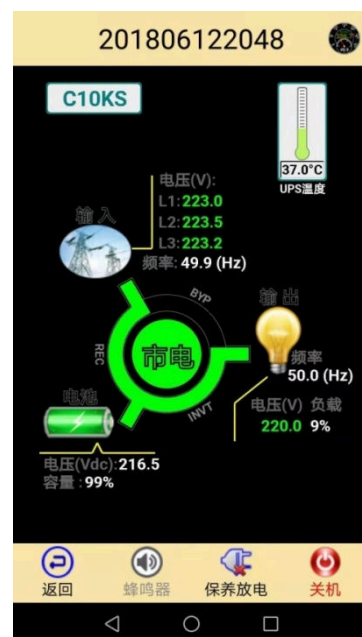 201806122048
C10KS
37.0°C
UPS温度
电压(V):
L1:223.0
L2:223.5
L3:223.2
频率:49.9 (Hz)
输入
BYP
输出
REC
市电
频率
50.0 (Hz)
电池
INVT
电压(V) 负载
220.0 9%
电压(Vdc):216.5
容量:99%
返回
蜂鸣器
保养放电
关机